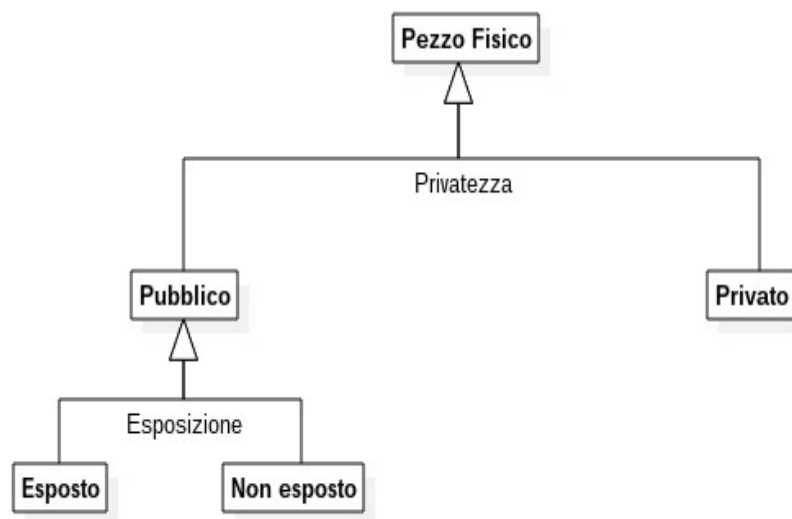 Pezzo Fisico
Privatezza
Pubblico
Privato
Esposizione
Esposto
Non esposto